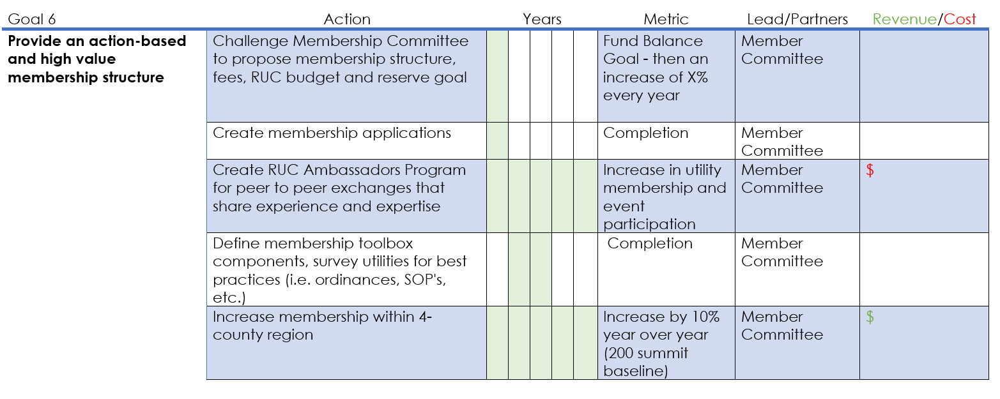 Goal 6 Action Years Metric Lead/Partners Revenue/Cost
Provide an action-based
and high value
membership structure
Challenge Membership Committee
to propose membership structure,
fees, RUC budget and reserve goal
Fund Balance
Goal - then an
increase of X%
every year
Member
Committee
Create membership applications
Completion
Member
Committee
Create RUC Ambassadors Program
for peer to peer exchanges that
share experience and expertise
Increase in utility
membership and
event
participation
Member
Committee
$
Define membership toolbox
components, survey utilities for best
practices (i.e. ordinances, SOP's,
etc.)
Completion
Member
Committee
Increase membership within 4-
county region
Increase by 10%
year over year
(200 summit
baseline)
Member
Committee
$